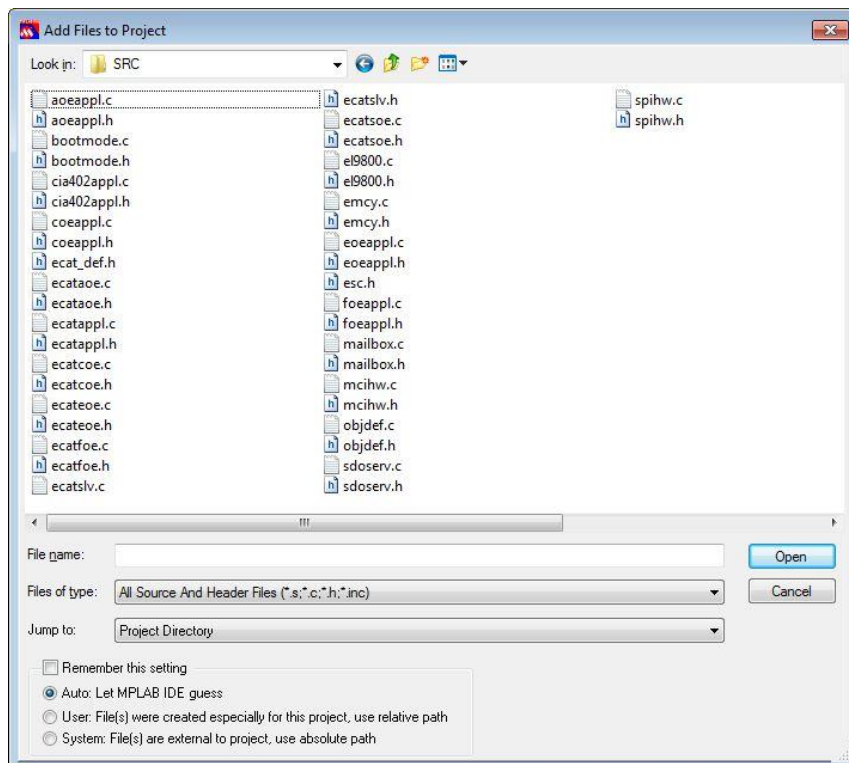 Add Files to Project
Look in: SRC
aoeappl.c
aoeappl.h
bootmode.c
bootmode.h
cia402appl.c
cia402appl.h
coeappl.c
coeappl.h
ecat_def.h
ecataoe.c
ecataoe.h
ecatappl.c
ecatappl.h
ecatcoe.c
ecatcoe.h
ecateoe.c
ecateoe.h
ecatfoe.c
ecatfoe.h
ecatslv.c
ecatslv.h
ecatsoe.c
ecatsoe.h
el9800.c
el9800.h
emcy.c
emcy.h
eoeappl.c
eoeappl.h
esc.h
foeappl.c
foeappl.h
mailbox.c
mailbox.h
mcihw.c
mcihw.h
objdef.c
objdef.h
sdoserv.c
sdoserv.h
spihw.c
spihw.h
File name:
Open
Files of type: All Source And Header Files (*.s;*.c;*.h;*.inc)
Cancel
Jump to: Project Directory
Remember this setting
Auto: Let MPLAB IDE guess
User: File(s) were created especially for this project, use relative path
System: File(s) are external to project, use absolute path